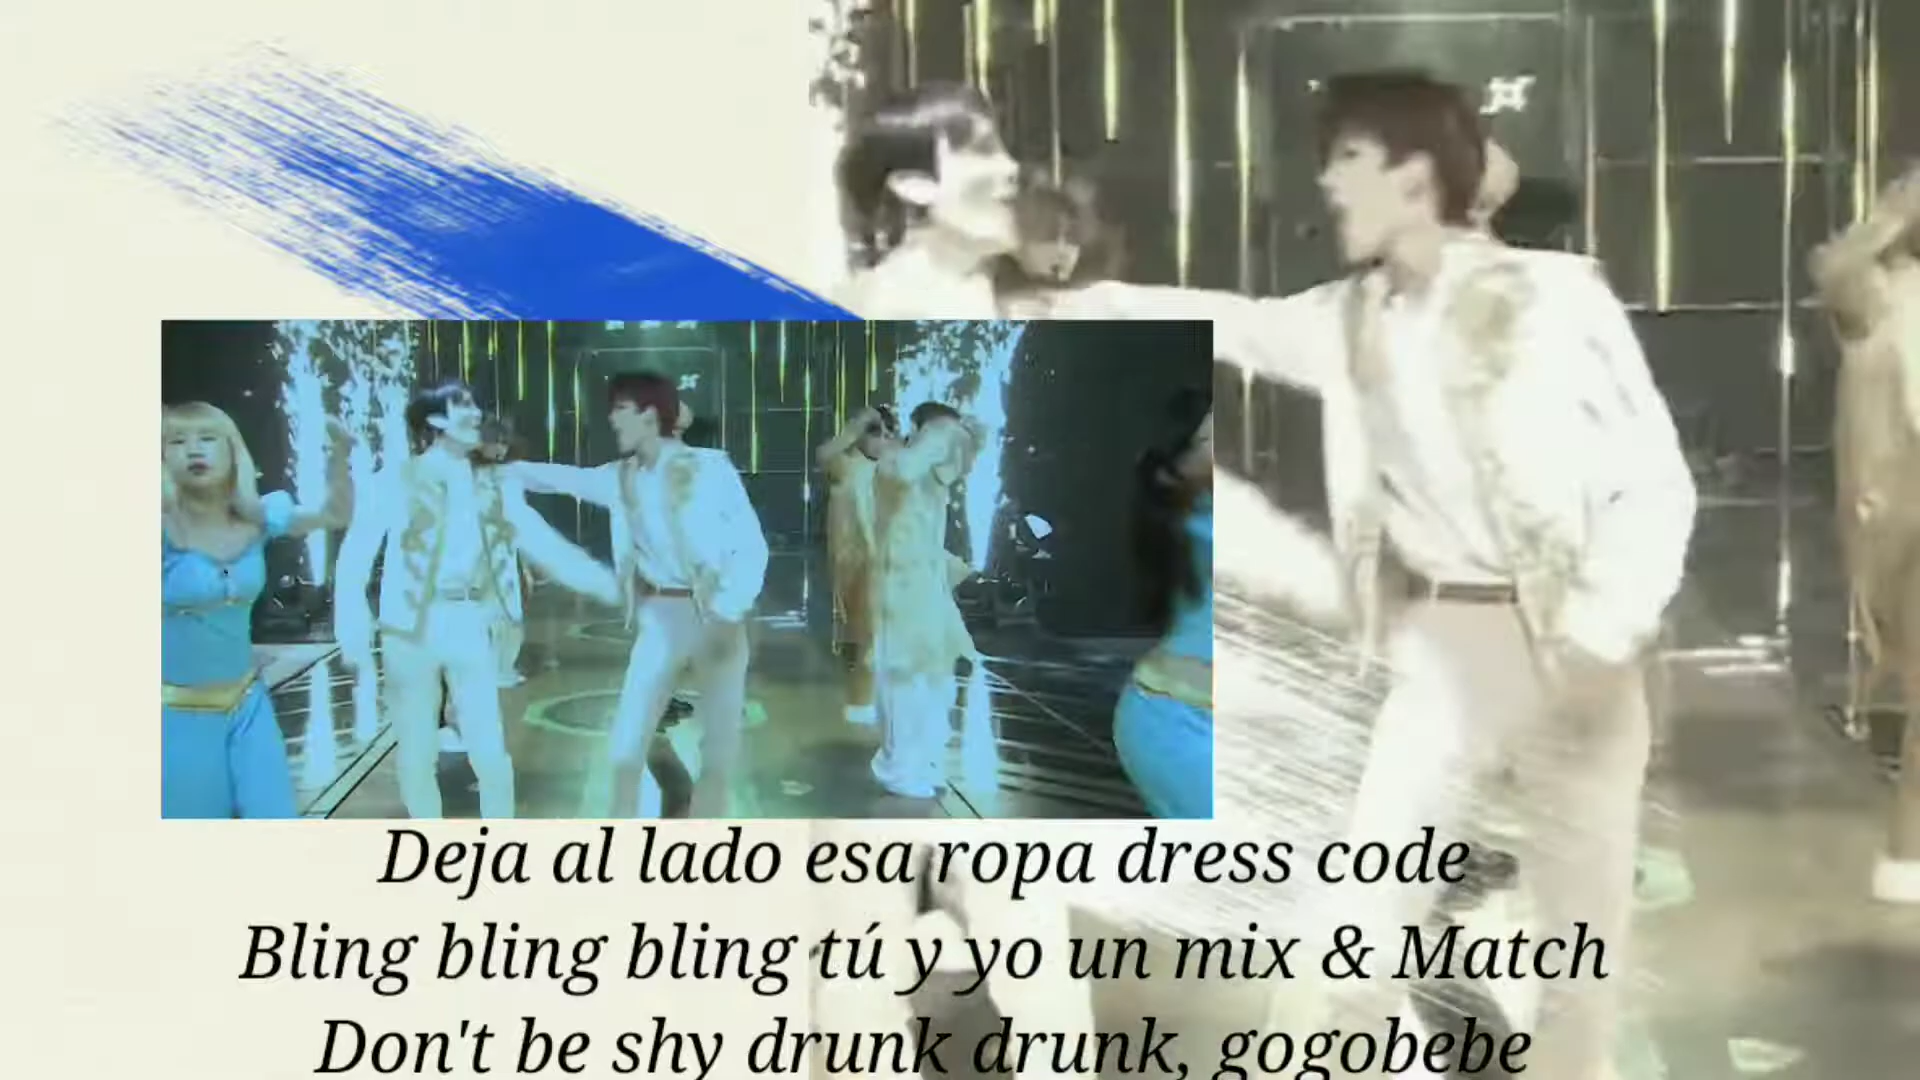 Deja al lado esa ropa dress code
Bling bling bling tú y yo un mix & Match
Don't be shy drunk drunk, gogobebe